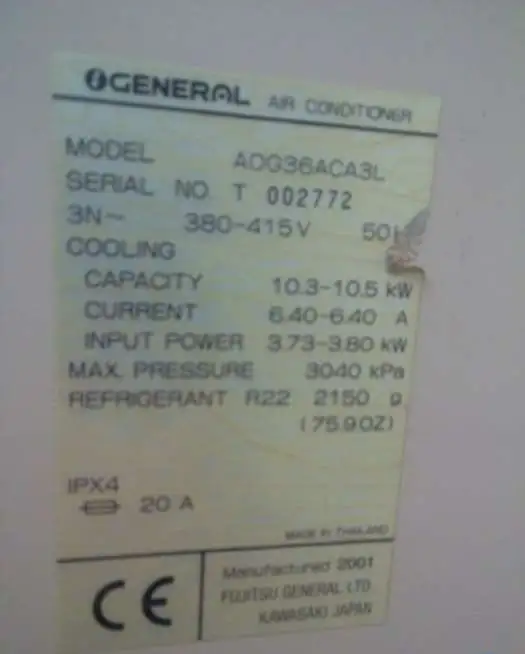 GENERAL AIR CONDITIONER
MODEL AOG36ACA3L
SERIAL NO. T 002772
3N~ 380-415V 50
COOLING
CAPACITY 10.3-10.5 kW
CURRENT 6.40-6.40 A
INPUT POWER 3.73-3.80 kW
MAX. PRESSURE 3040 kPa
REFRIGERANT R22 2150 g
(75.9OZ)
IPX4
20 A
MADE IN THAILAND
CE
Manufactured 2001
FUJITSU GENERAL LTD.
KAWASAKI JAPAN